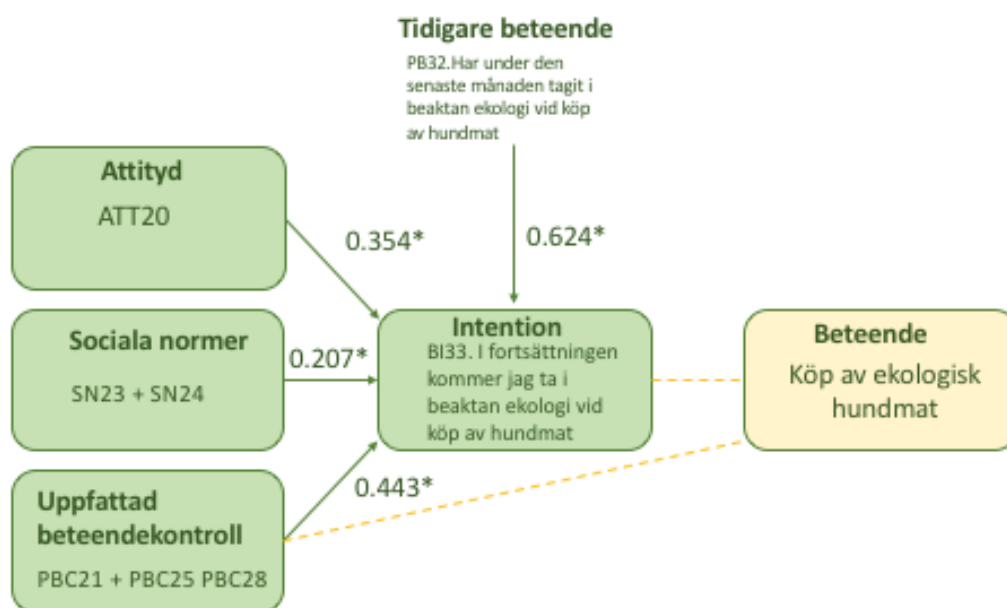 Tidigare beteende
PB32.Har under den
senaste månaden tagit i
beaktan ekologi vid köp
av hundmat
Attityd
ATT20
0.354*
0.624*
Sociala normer
SN23 + SN24
0.207*
Intention
BI33. I fortsättningen
kommer jag ta i
beaktan ekologi vid
köp av hundmat
Beteende
Köp av ekologisk
hundmat
Uppfattad
beteendekontroll
PBC21 + PBC25 PBC28
0.443*